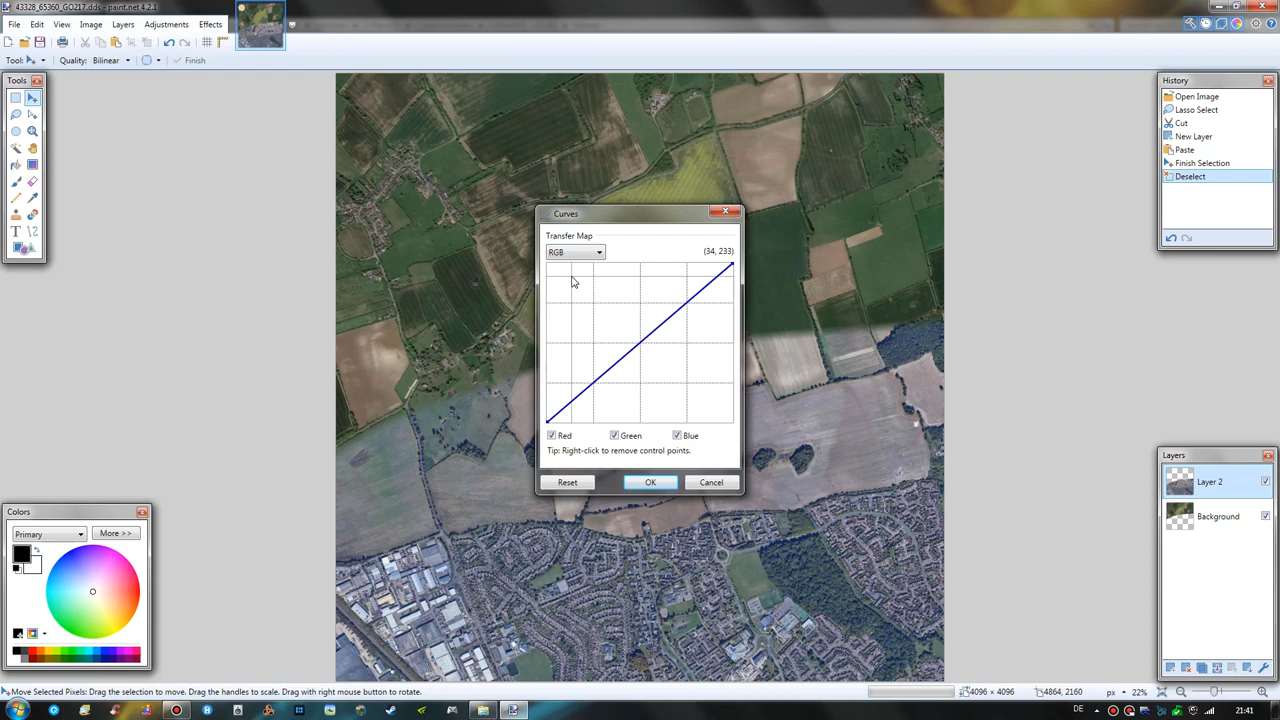 43328_65360_GO217.dds - paint.net 4.2.1
File Edit View Image Layers Adjustments Effects
Tool: Quality: Bilinear Finish
Tools
History
Open Image
Lasso Select
Cut
New Layer
Paste
Finish Selection
Deselect
Curves
Transfer Map
RGB (34, 233)
Red Green Blue
Tip: Right-click to remove control points.
Reset OK Cancel
Layers
Layer 2
Background
Colors
Primary More >>
Move Selected Pixels: Drag the selection to move. Drag the handles to scale. Drag with right mouse button to rotate. 4096 × 4096 4864, 2160 px 22%
DE 21:41